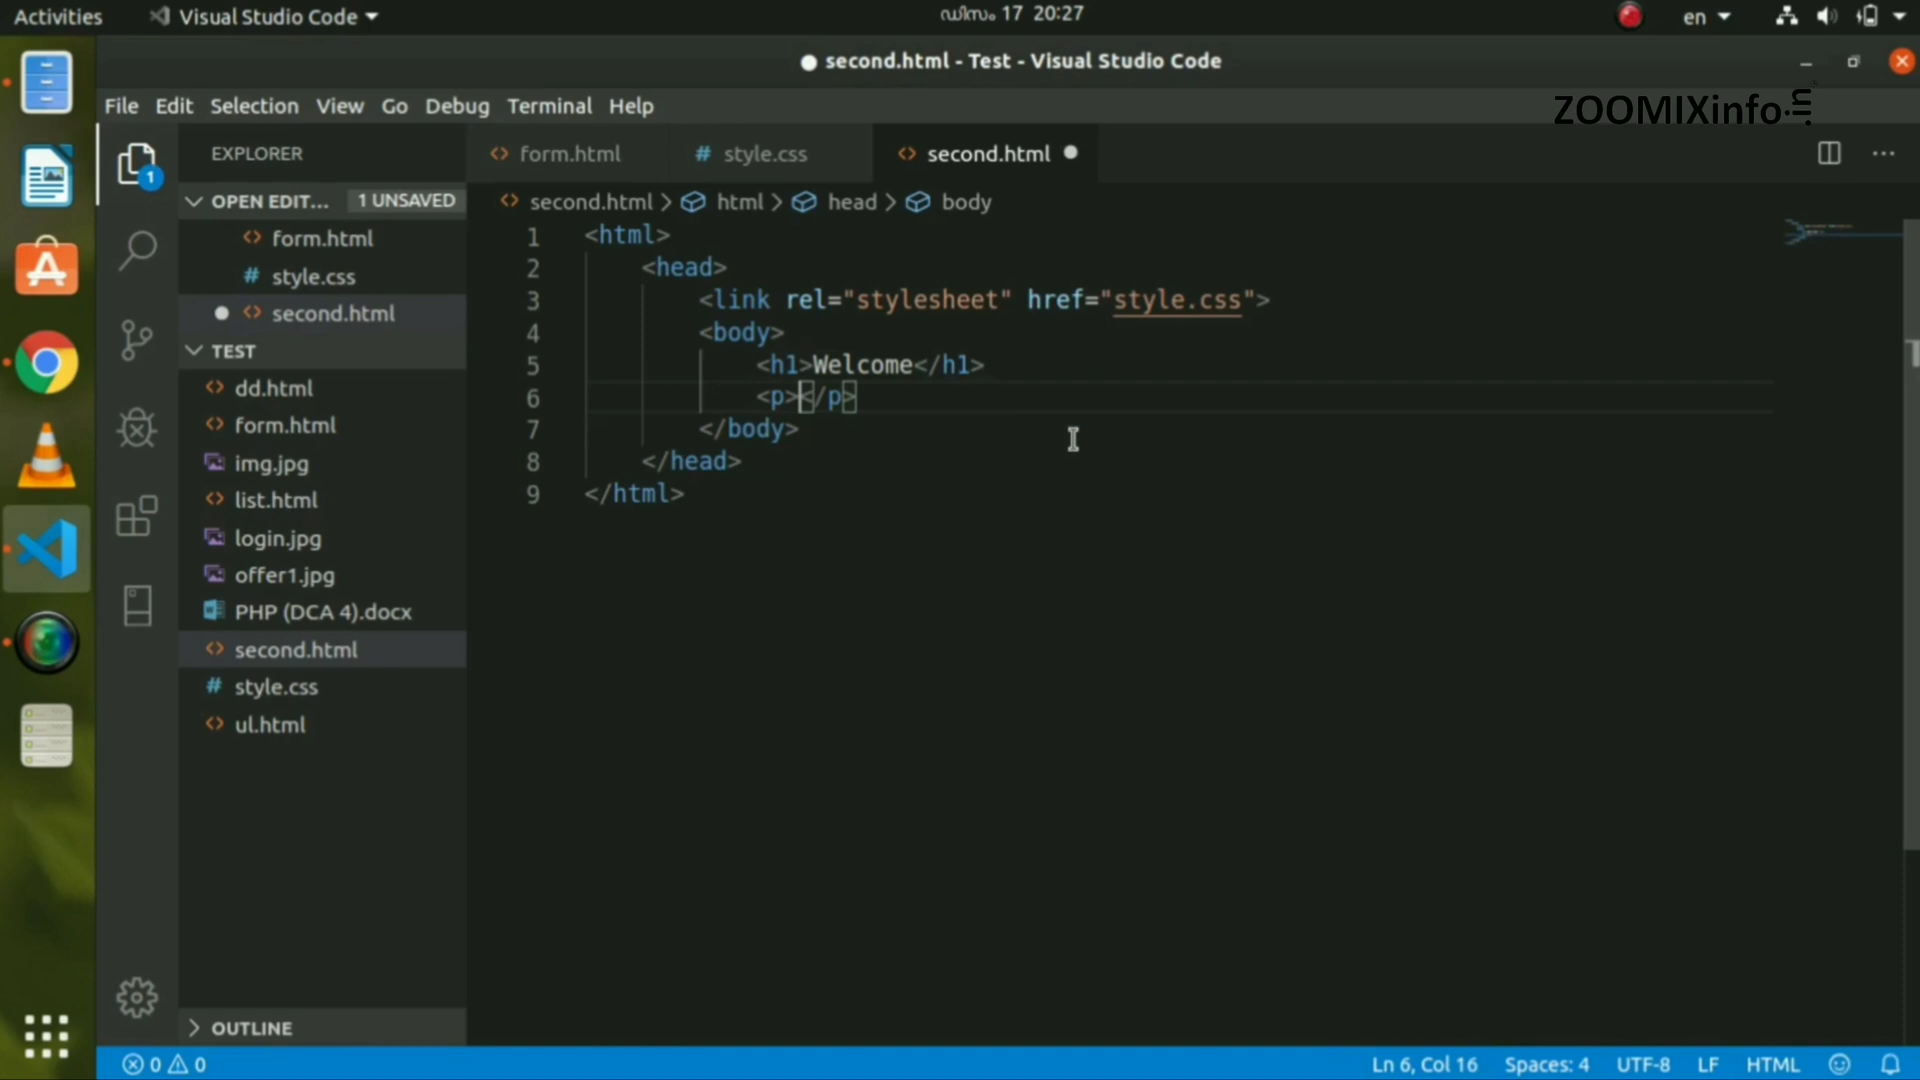 Activities
Visual Studio Code
ഡിസം 17 20:27
en
second.html - Test - Visual Studio Code
File Edit Selection View Go Debug Terminal Help
ZOOMIXinfo.in
EXPLORER
1
form.html
style.css
second.html
OPEN EDIT... 1 UNSAVED
form.html
style.css
second.html
TEST
dd.html
form.html
img.jpg
list.html
login.jpg
offer1.jpg
PHP (DCA 4).docx
second.html
style.css
ul.html
OUTLINE
second.html > html > head > body
1 <html>
2 <head>
3 <link rel="stylesheet" href="style.css">
4 <body>
5 <h1>Welcome</h1>
6 <p></p>
7 </body>
8 </head>
9 </html>
0 0
Ln 6, Col 16 Spaces: 4 UTF-8 LF HTML